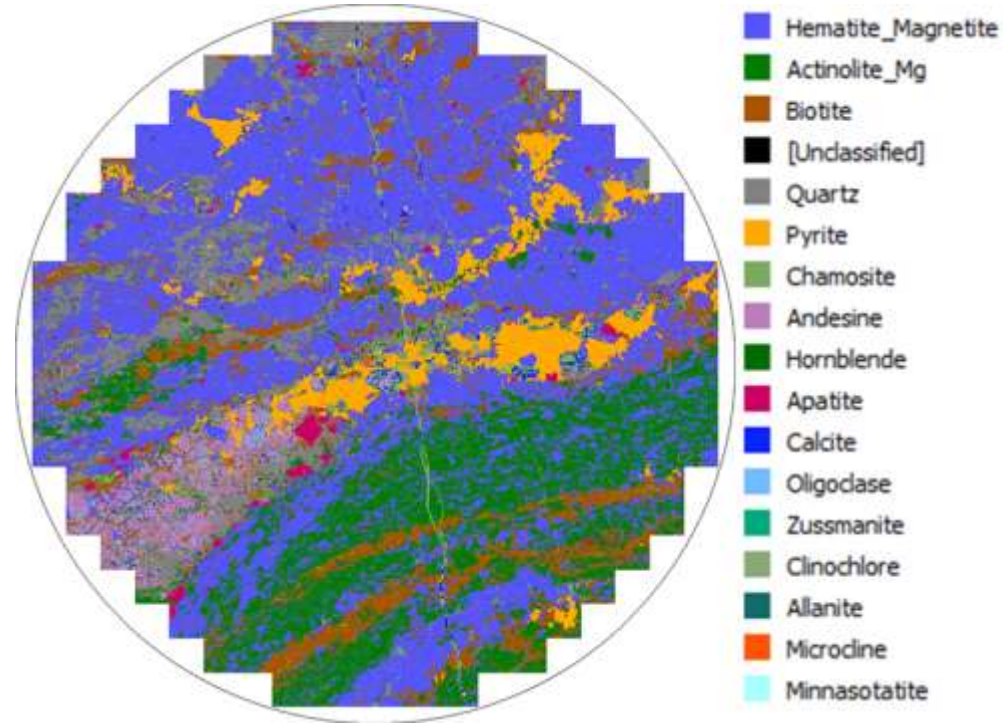 Hematite_Magnetite
Actinolite_Mg
Biotite
[Unclassified]
Quartz
Pyrite
Chamosite
Andesine
Hornblende
Apatite
Calcite
Oligoclase
Zussmanite
Clinochlore
Allanite
Microcline
Minnasotatite